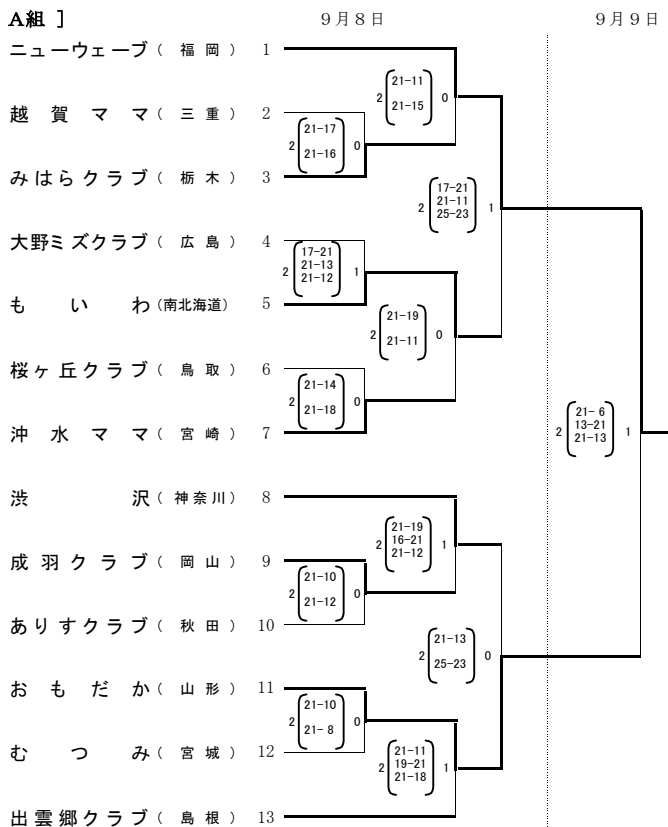 A組 ]
9月8日
9月9日
ニューウェーブ ( 福岡 ) 1
2 21-11 21-15 0
越賀ママ ( 三重 ) 2
2 21-17 21-16 0
みはらクラブ ( 栃木 ) 3
2 17-21 21-11 25-23 1
大野ミズクラブ ( 広島 ) 4
2 17-21 21-13 21-12 1
もいわ (南北海道) 5
2 21-19 21-11 0
桜ヶ丘クラブ ( 鳥取 ) 6
2 21-14 21-18 0
沖水ママ ( 宮崎 ) 7
2 21- 6 13-21 21-13 1
渋沢 ( 神奈川 ) 8
2 21-19 16-21 21-12 1
成羽クラブ ( 岡山 ) 9
2 21-10 21-12 0
ありすクラブ ( 秋田 ) 10
2 21-13 25-23 0
おもだか ( 山形 ) 11
2 21-10 21- 8 0
むつみ ( 宮城 ) 12
2 21-11 19-21 21-18 1
出雲郷クラブ ( 島根 ) 13